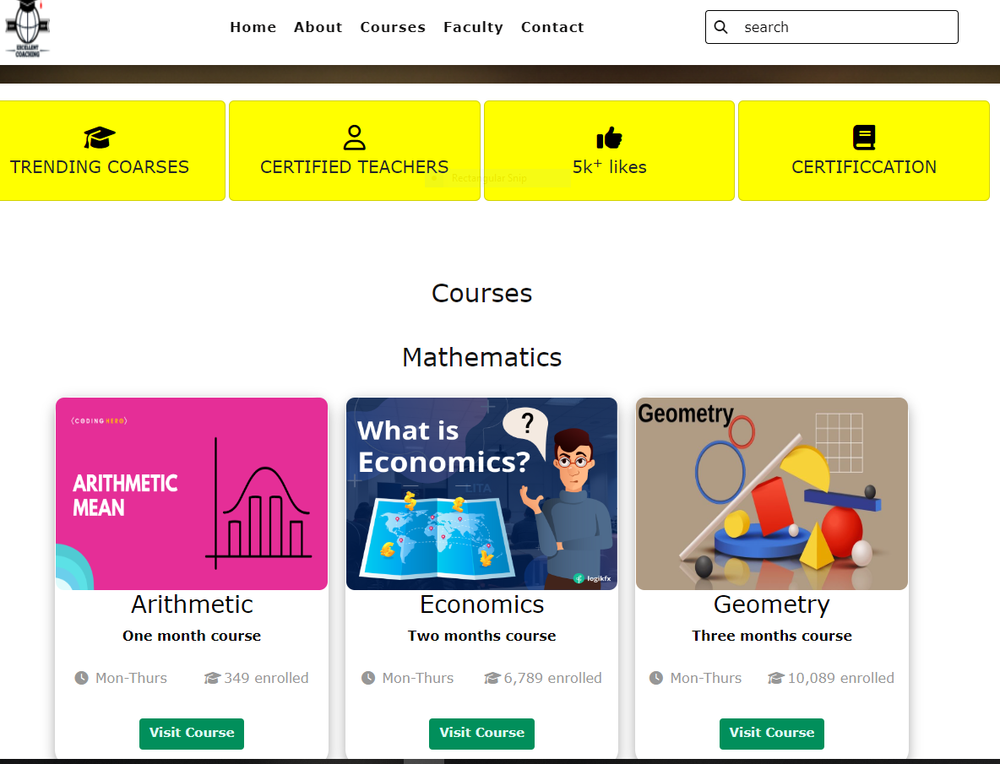 EXCELLENT
COACHING
Home About Courses Faculty Contact
search
TRENDING COARSES
CERTIFIED TEACHERS
5k+ likes
CERTIFICCATION
Rectangular Snip
Courses
Mathematics
{CODING HERO}
ARITHMETIC
MEAN
What is
Economics?
?
LITA
logikfx
Geometry
Arithmetic
One month course
Mon-Thurs 349 enrolled
Visit Course
Economics
Two months course
Mon-Thurs 6,789 enrolled
Visit Course
Geometry
Three months course
Mon-Thurs 10,089 enrolled
Visit Course